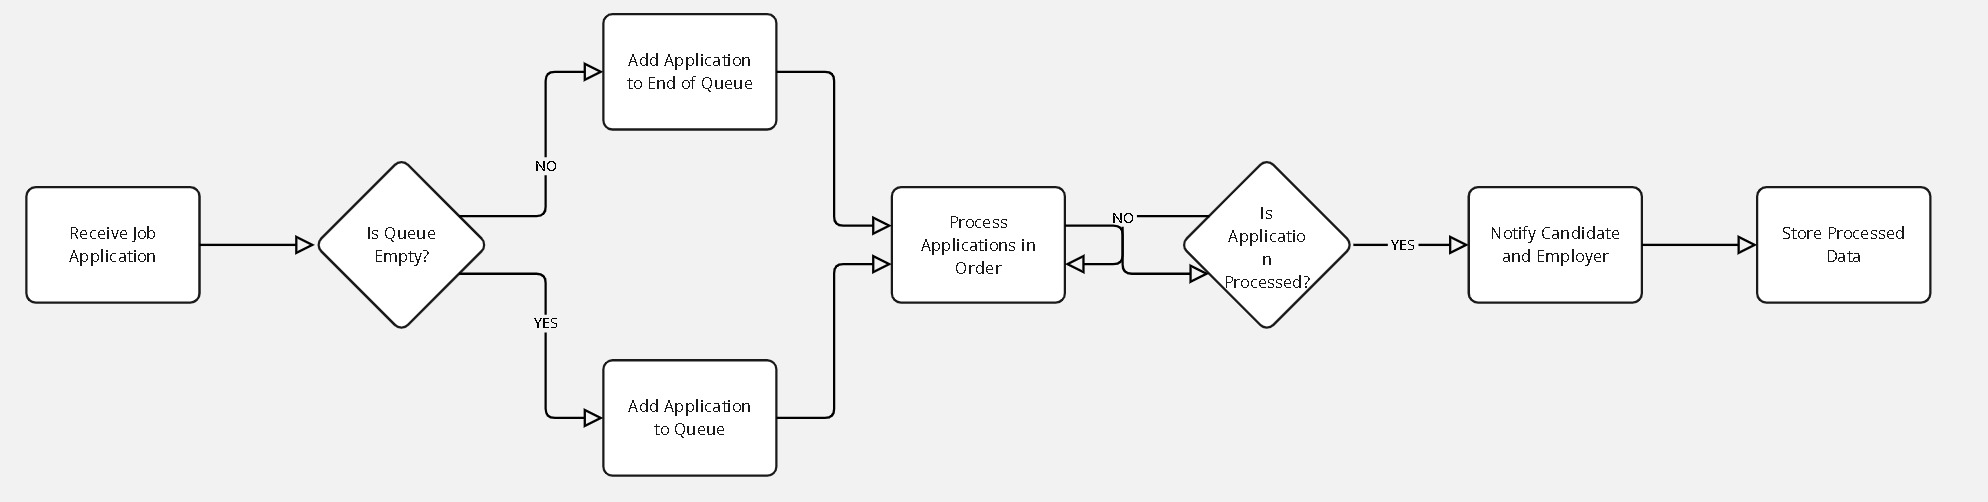 Receive Job
Application
Is Queue
Empty?
NO
YES
Add Application
to End of Queue
Add Application
to Queue
Process
Applications in
Order
NO
Is
Applicatio
n
Processed?
YES
Notify Candidate
and Employer
Store Processed
Data